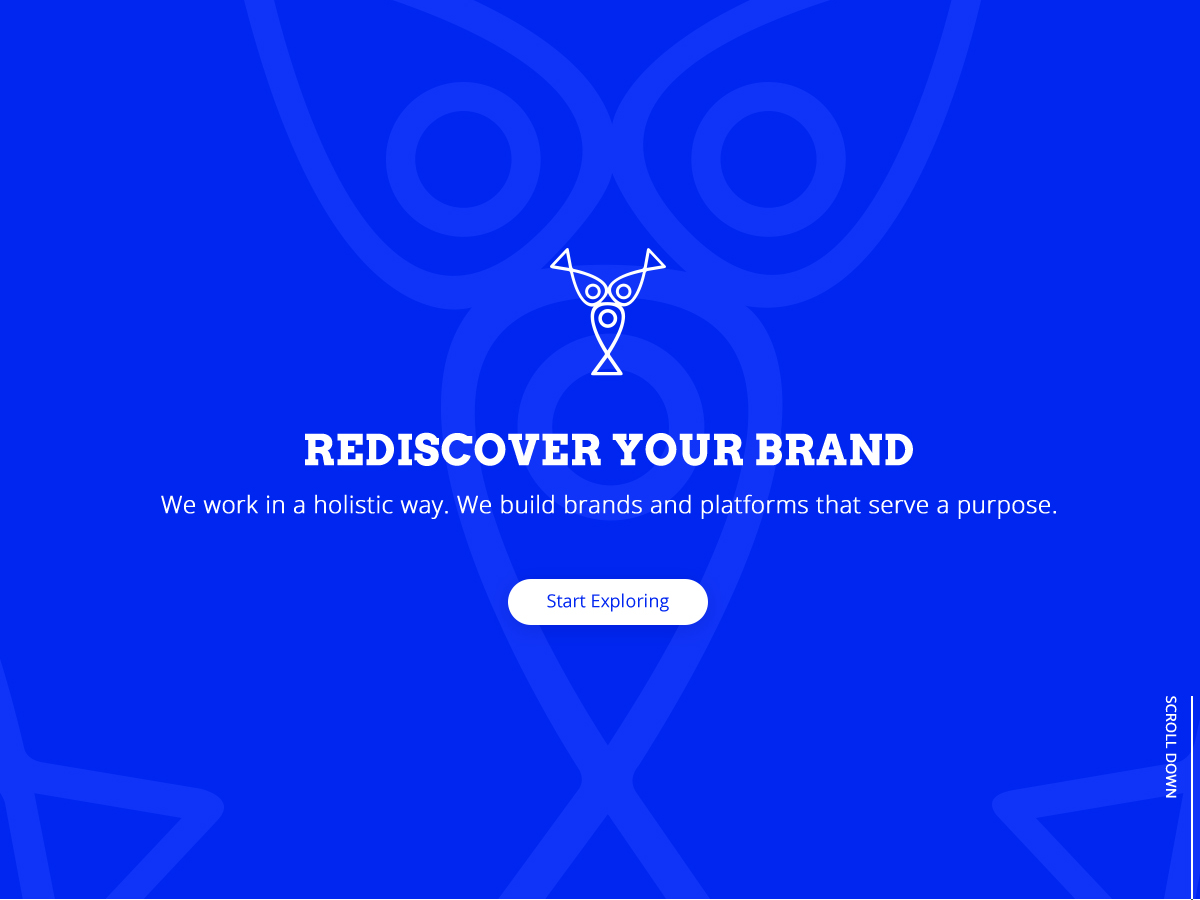 REDISCOVER YOUR BRAND
We work in a holistic way. We build brands and platforms that serve a purpose.
Start Exploring
SCROLL DOWN